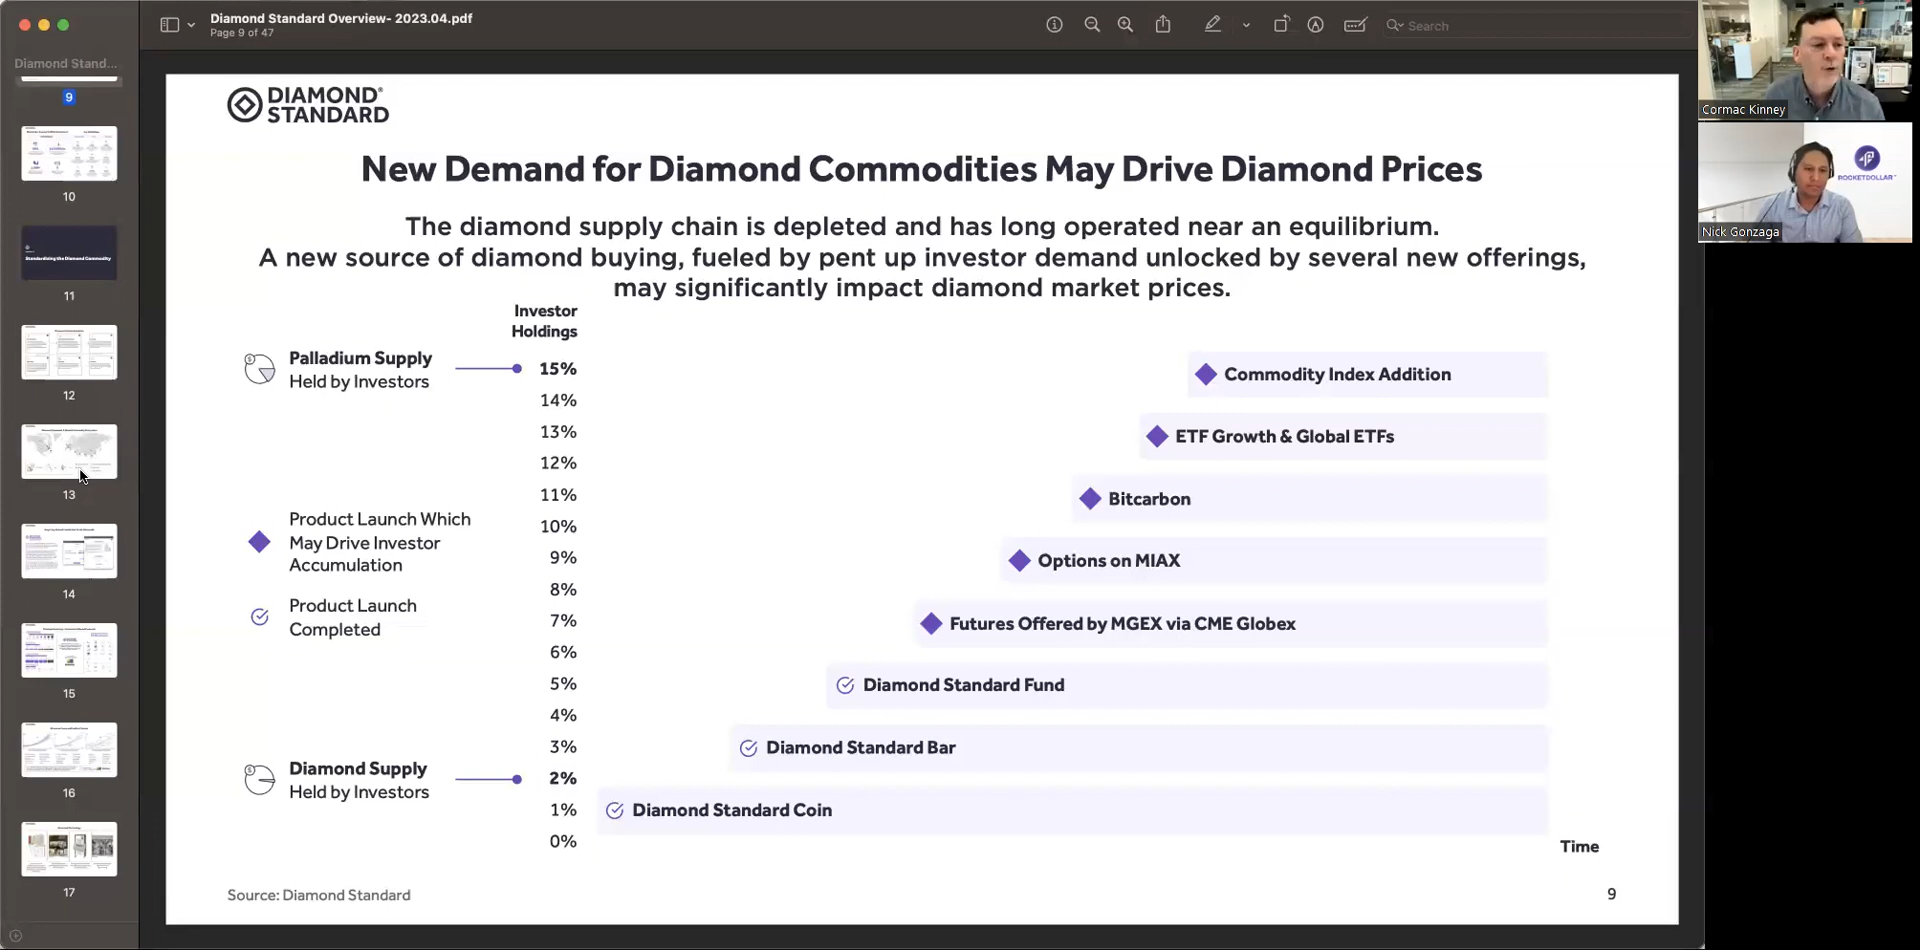 Diamond Standard Overview- 2023.04.pdf
Page 9 of 47
Search
Diamond Stand...
9
10
Standardizing the Diamond Commodity
11
12
13
14
15
16
17
DIAMOND®
STANDARD
New Demand for Diamond Commodities May Drive Diamond Prices
The diamond supply chain is depleted and has long operated near an equilibrium.
A new source of diamond buying, fueled by pent up investor demand unlocked by several new offerings,
may significantly impact diamond market prices.
Investor
Holdings
Palladium Supply
Held by Investors
15%
14%
13%
12%
11%
10%
9%
8%
7%
6%
5%
4%
3%
2%
1%
0%
Product Launch Which
May Drive Investor
Accumulation
Product Launch
Completed
Diamond Supply
Held by Investors
Commodity Index Addition
ETF Growth & Global ETFs
Bitcarbon
Options on MIAX
Futures Offered by MGEX via CME Globex
Diamond Standard Fund
Diamond Standard Bar
Diamond Standard Coin
Time
Source: Diamond Standard
9
Cormac Kinney
ROCKETDOLLAR
Nick Gonzaga